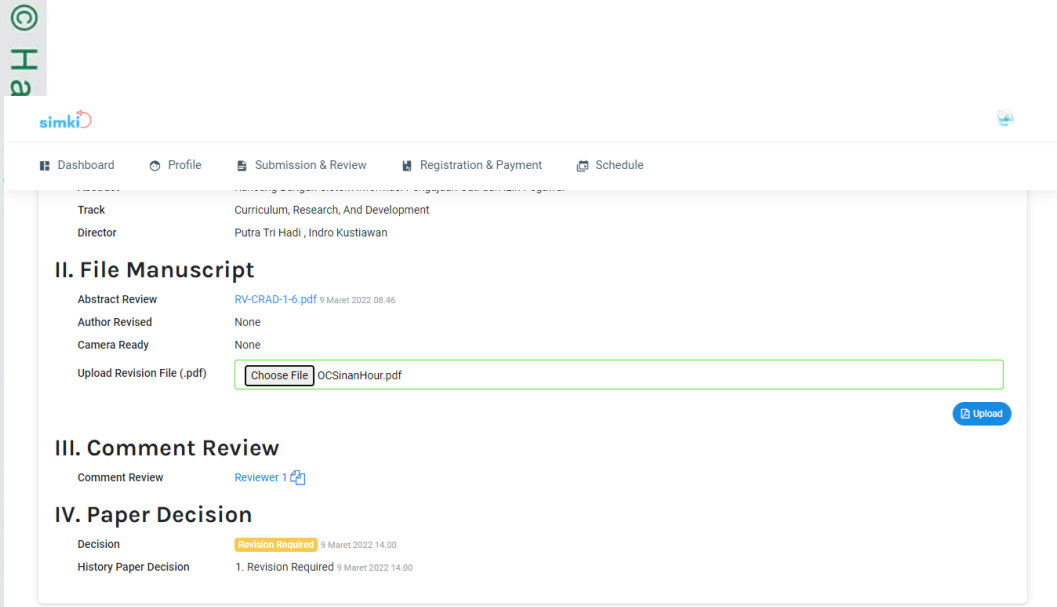 © Ha
simki
Dashboard Profile Submission & Review Registration & Payment Schedule
Track Curriculum, Research, And Development
Director Putra Tri Hadi , Indro Kustiawan
II. File Manuscript
Abstract Review RV-CRAD-1-6.pdf 9 Maret 2022 08.46
Author Revised None
Camera Ready None
Upload Revision File (.pdf) Choose File OCSinanHour.pdf
Upload
III. Comment Review
Comment Review Reviewer 1
IV. Paper Decision
Decision Revision Required 9 Maret 2022 14.00
History Paper Decision 1. Revision Required 9 Maret 2022 14.00